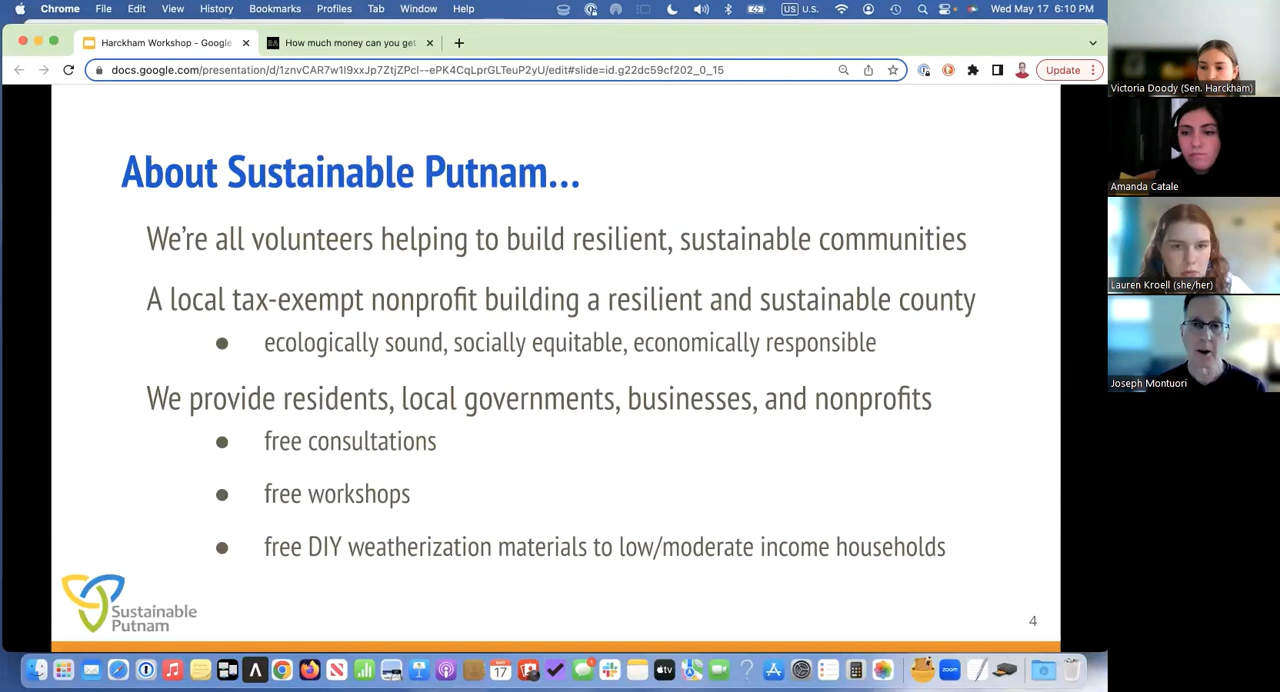 Chrome File Edit View History Bookmarks Profiles Tab Window Help U.S. Wed May 17 6:10 PM
Harckham Workshop - Google
How much money can you get
docs.google.com/presentation/d/1znvCAR7w1I9xxJp7ZtjZPcl--ePK4CqLprGLTeuP2yU/edit#slide=id.g22dc59cf202_0_15
Update
About Sustainable Putnam...
We're all volunteers helping to build resilient, sustainable communities
A local tax-exempt nonprofit building a resilient and sustainable county
● ecologically sound, socially equitable, economically responsible
We provide residents, local governments, businesses, and nonprofits
● free consultations
● free workshops
● free DIY weatherization materials to low/moderate income households
Sustainable
Putnam
4
Victoria Doody (Sen. Harckham)
Amanda Catale
Lauren Kroell (she/her)
Joseph Montuori
17
tv
zoom